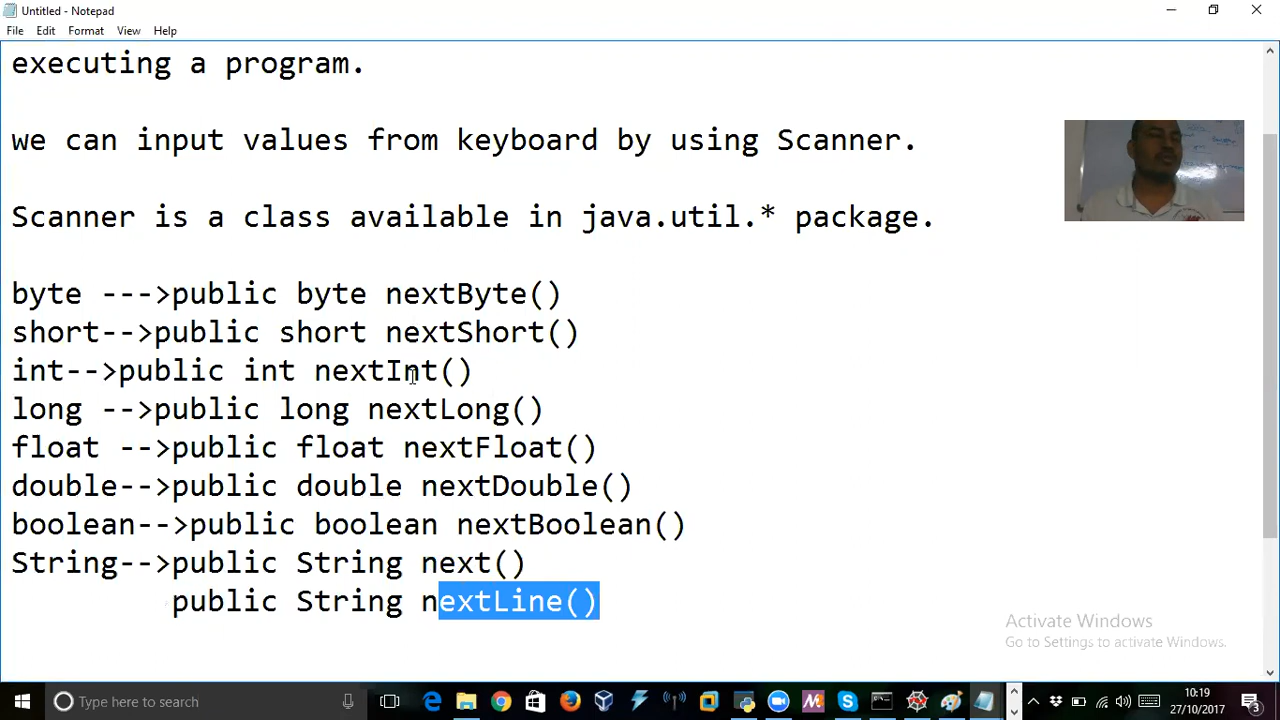 Untitled - Notepad
File Edit Format View Help
executing a program.
we can input values from keyboard by using Scanner.
Scanner is a class available in java.util.* package.
byte --->public byte nextByte()
short-->public short nextShort()
int-->public int nextInt()
long -->public long nextLong()
float -->public float nextFloat()
double-->public double nextDouble()
boolean-->public boolean nextBoolean()
String-->public String next()
public String nextLine()
Activate Windows
Go to Settings to activate Windows.
Type here to search
10:19
27/10/2017
3